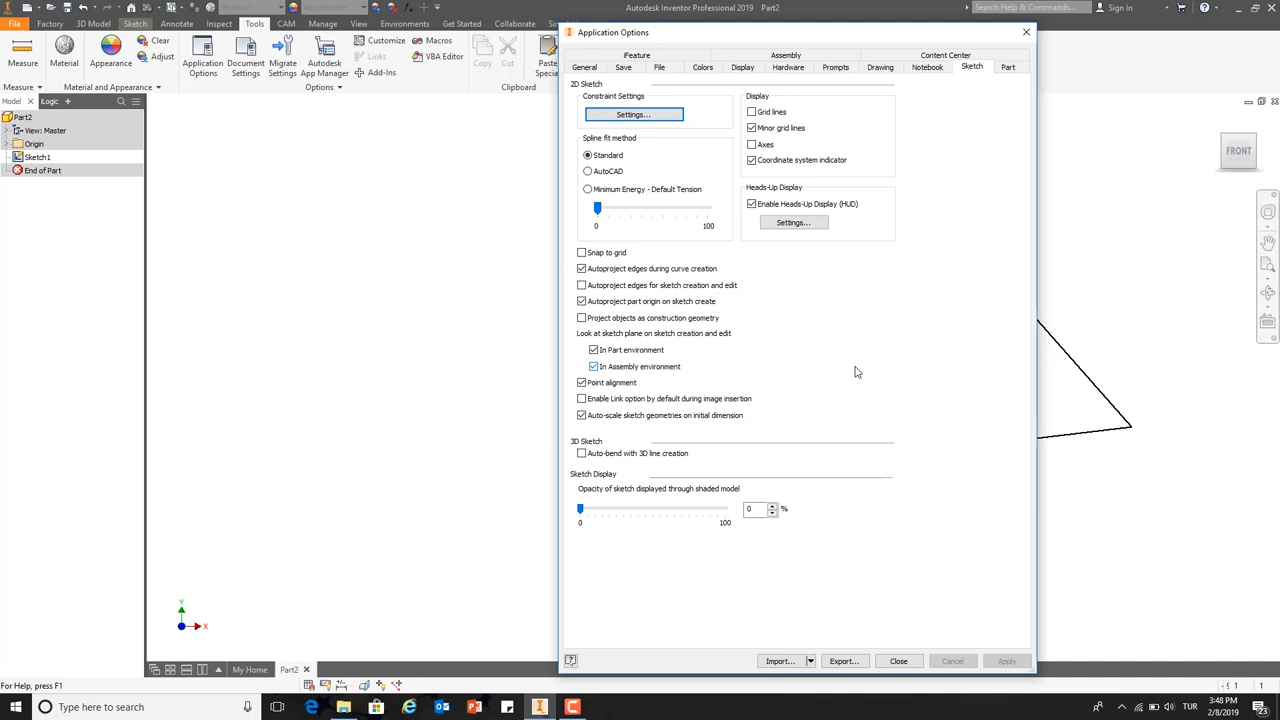 Material
Appearance
Autodesk Inventor Professional 2019 Part2
Search Help & Commands...
Sign In
File Factory 3D Model Sketch Annotate Inspect Tools CAM Manage View Environments Get Started Collaborate
Application Options
Measure
Material
Appearance
Clear
Adjust
Application Options
Document Settings
Migrate Settings
Autodesk App Manager
Customize
Links
Add-Ins
Macros
VBA Editor
Copy
Cut
Paste Special
Measure
Material and Appearance
Options
Clipboard
iFeature Assembly Content Center
General Save File Colors Display Hardware Prompts Drawing Notebook Sketch Part
Model
Logic
Part2
View: Master
Origin
Sketch1
End of Part
2D Sketch
Constraint Settings
Settings...
Spline fit method
Standard
AutoCAD
Minimum Energy - Default Tension
0 100
Display
Grid lines
Minor grid lines
Axes
Coordinate system indicator
Heads-Up Display
Enable Heads-Up Display (HUD)
Settings...
Snap to grid
Autoproject edges during curve creation
Autoproject edges for sketch creation and edit
Autoproject part origin on sketch create
Project objects as construction geometry
Look at sketch plane on sketch creation and edit
In Part environment
In Assembly environment
Point alignment
Enable Link option by default during image insertion
Auto-scale sketch geometries on initial dimension
3D Sketch
Auto-bend with 3D line creation
Sketch Display
Opacity of sketch displayed through shaded model
0 %
0 100
FRONT
Y
X
Import... Export... Close Cancel Apply
My Home Part2
For Help, press F1
1 1
Type here to search
TUR
3:48 PM
2/8/2019
23